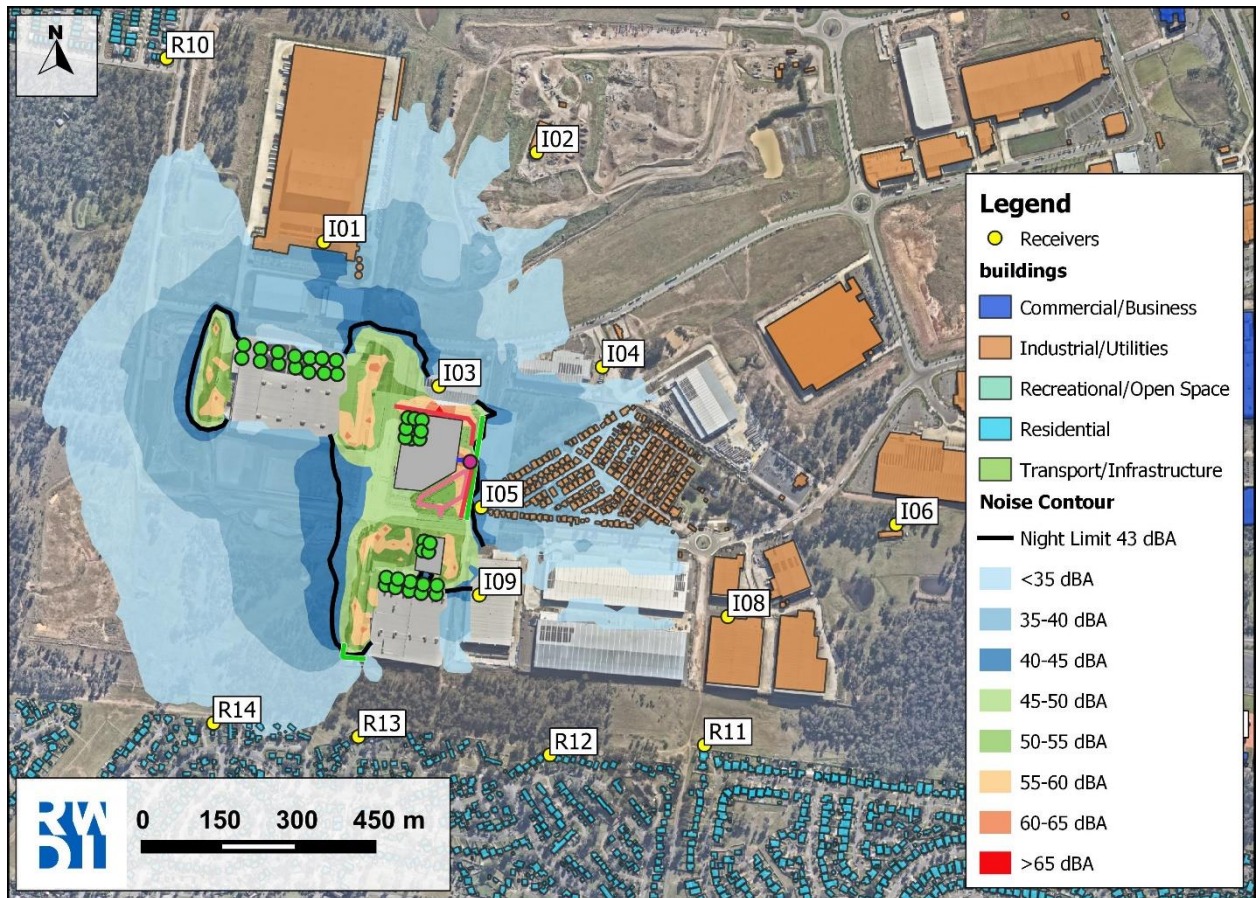 N
R10
I02
I01
I04
I03
I05
I06
I09
I08
R14
R13
R12
R11
Legend
Receivers
buildings
Commercial/Business
Industrial/Utilities
Recreational/Open Space
Residential
Transport/Infrastructure
Noise Contour
Night Limit 43 dBA
<35 dBA
35-40 dBA
40-45 dBA
45-50 dBA
50-55 dBA
55-60 dBA
60-65 dBA
>65 dBA
RW
DI
0 150 300 450 m